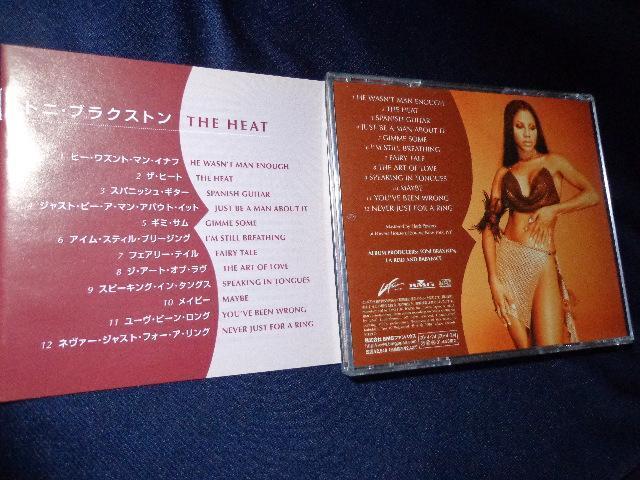 トニ・ブラクストン THE HEAT
1 ヒー・ワズント・マン・イナフ HE WASN'T MAN ENOUGH
2 ザ・ヒート THE HEAT
3 スパニッシュ・ギター SPANISH GUITAR
4 ジャスト・ビー・ア・マン・アバウト・イット JUST BE A MAN ABOUT IT
5 ギミ・サム GIMME SOME
6 アイム・スティル・ブリージング I'M STILL BREATHING
7 フェアリー・テイル FAIRY TALE
8 ジ・アート・オブ・ラヴ THE ART OF LOVE
9 スピーキング・イン・タングス SPEAKING IN TONGUES
10 メイビー MAYBE
11 ユーヴ・ビーン・ロング YOU'VE BEEN WRONG
12 ネヴァー・ジャスト・フォー・ア・リング NEVER JUST FOR A RING
1 HE WASN'T MAN ENOUGH
2 THE HEAT
3 SPANISH GUITAR
4 JUST BE A MAN ABOUT IT
5 GIMME SOME
6 I'M STILL BREATHING
7 FAIRY TALE
8 THE ART OF LOVE
9 SPEAKING IN TONGUES
10 MAYBE
11 YOU'VE BEEN WRONG
12 NEVER JUST FOR A RING
Mastered by Herb Powers
ALBUM PRODUCERS: TONI BRAXTON,
LA REID AND BABYFACE
BMG